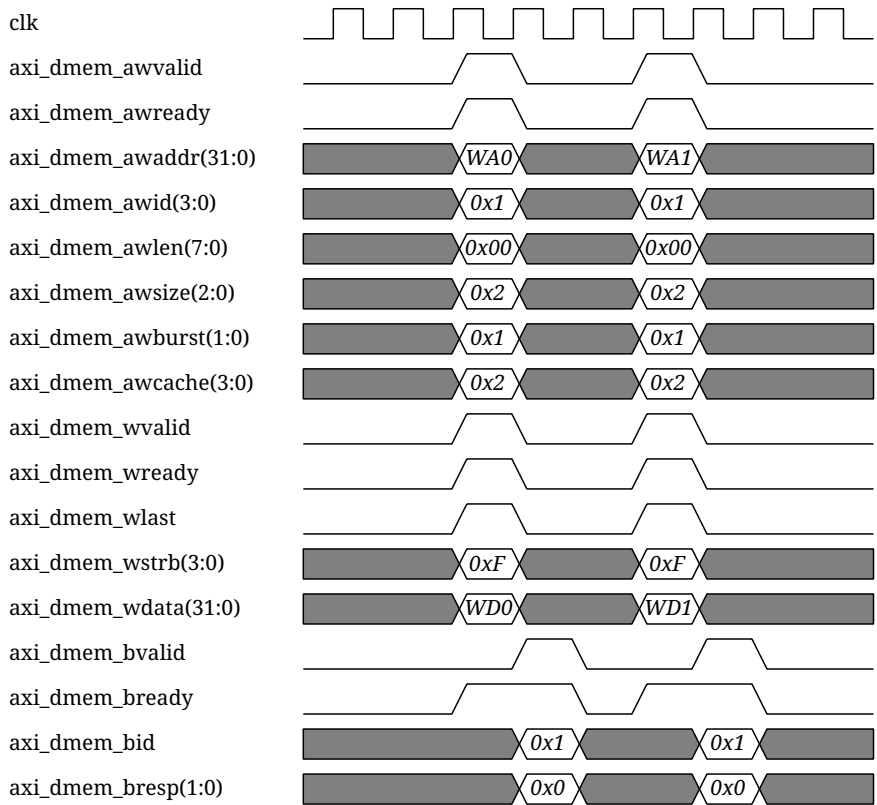 clk
axi_dmem_awvalid
axi_dmem_awready
axi_dmem_awaddr(31:0) WA0 WA1
axi_dmem_awid(3:0) 0x1 0x1
axi_dmem_awlen(7:0) 0x00 0x00
axi_dmem_awsize(2:0) 0x2 0x2
axi_dmem_awburst(1:0) 0x1 0x1
axi_dmem_awcache(3:0) 0x2 0x2
axi_dmem_wvalid
axi_dmem_wready
axi_dmem_wlast
axi_dmem_wstrb(3:0) 0xF 0xF
axi_dmem_wdata(31:0) WD0 WD1
axi_dmem_bvalid
axi_dmem_bready
axi_dmem_bid 0x1 0x1
axi_dmem_bresp(1:0) 0x0 0x0